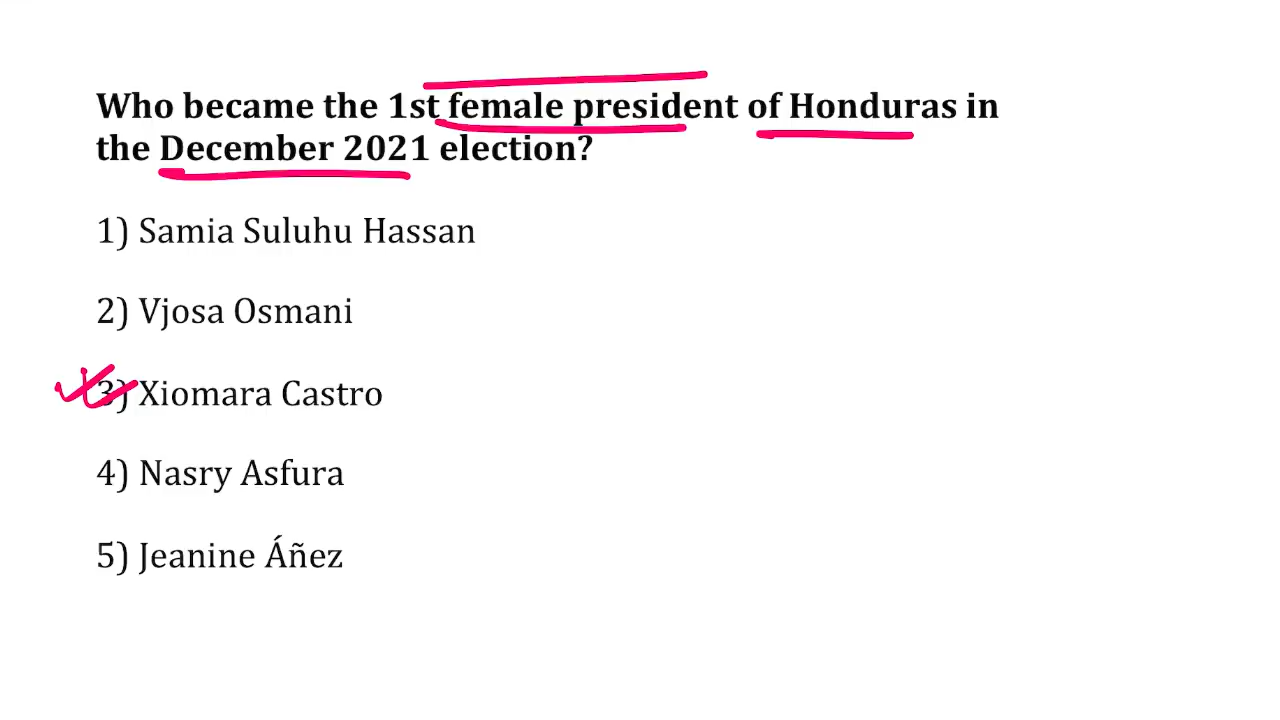 Who became the 1st female president of Honduras in
the December 2021 election?
1) Samia Suluhu Hassan
2) Vjosa Osmani
3) Xiomara Castro
4) Nasry Asfura
5) Jeanine Áñez